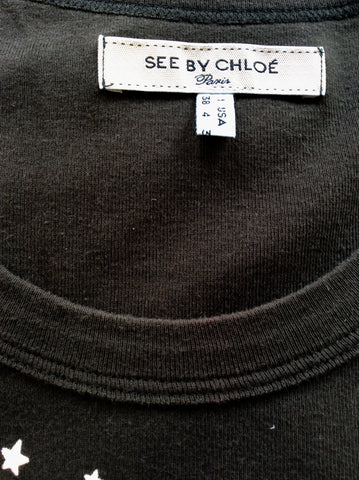 SEE BY CHLOÉ
Paris
I USA
38 4